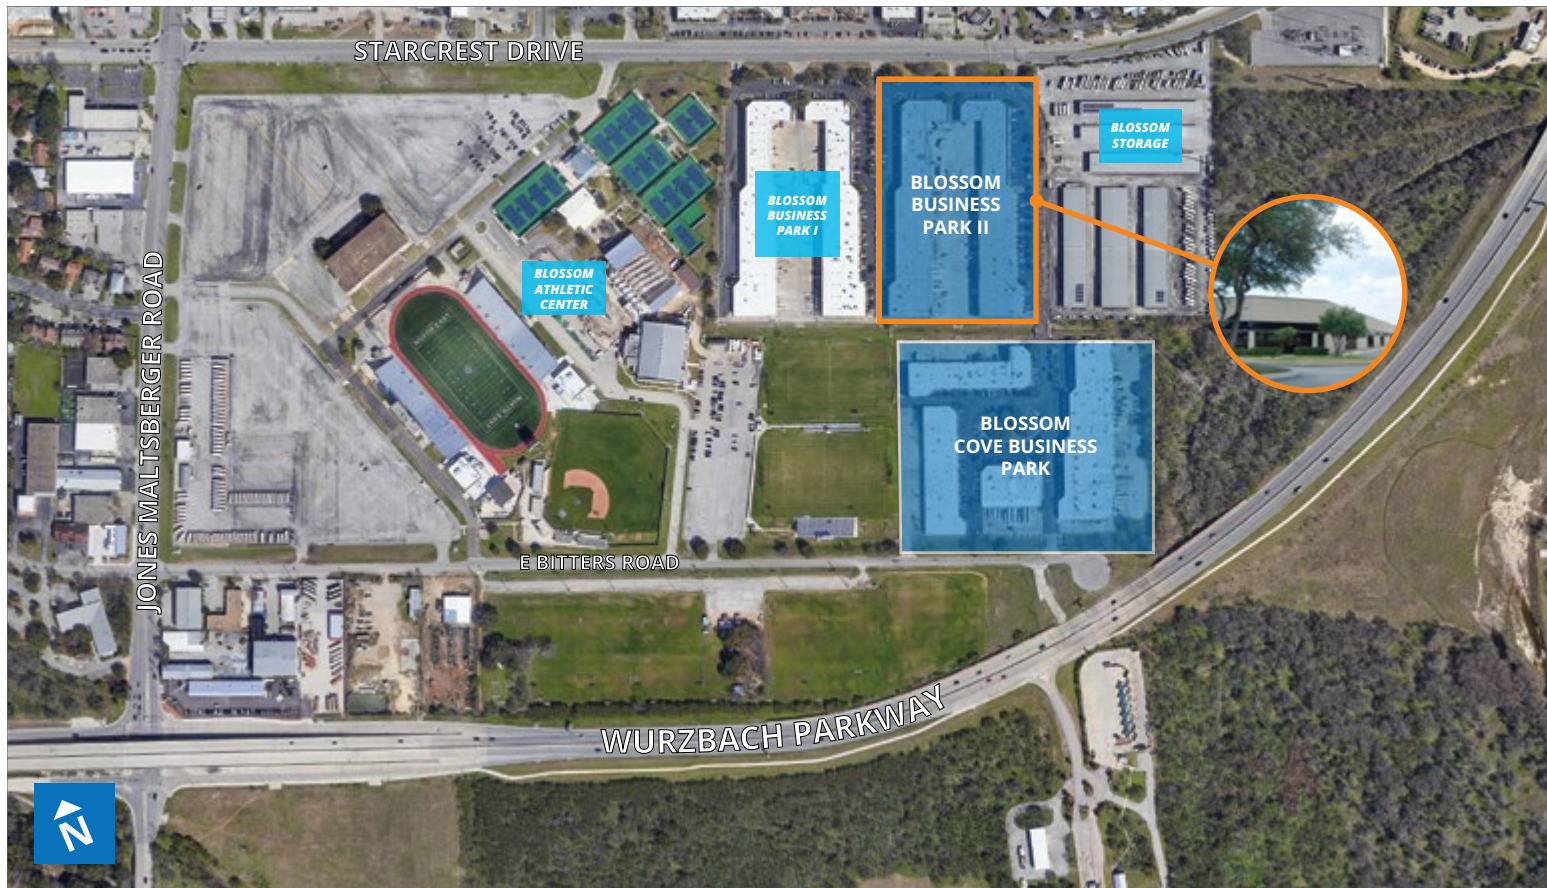 STARCREST DRIVE
BLOSSOM
STORAGE
BLOSSOM
BUSINESS
PARK II
BLOSSOM
BUSINESS
PARK I
BLOSSOM
ATHLETIC
CENTER
JONES MALTSBERGER ROAD
BLOSSOM
COVE BUSINESS
PARK
E BITTERS ROAD
WURZBACH PARKWAY
N